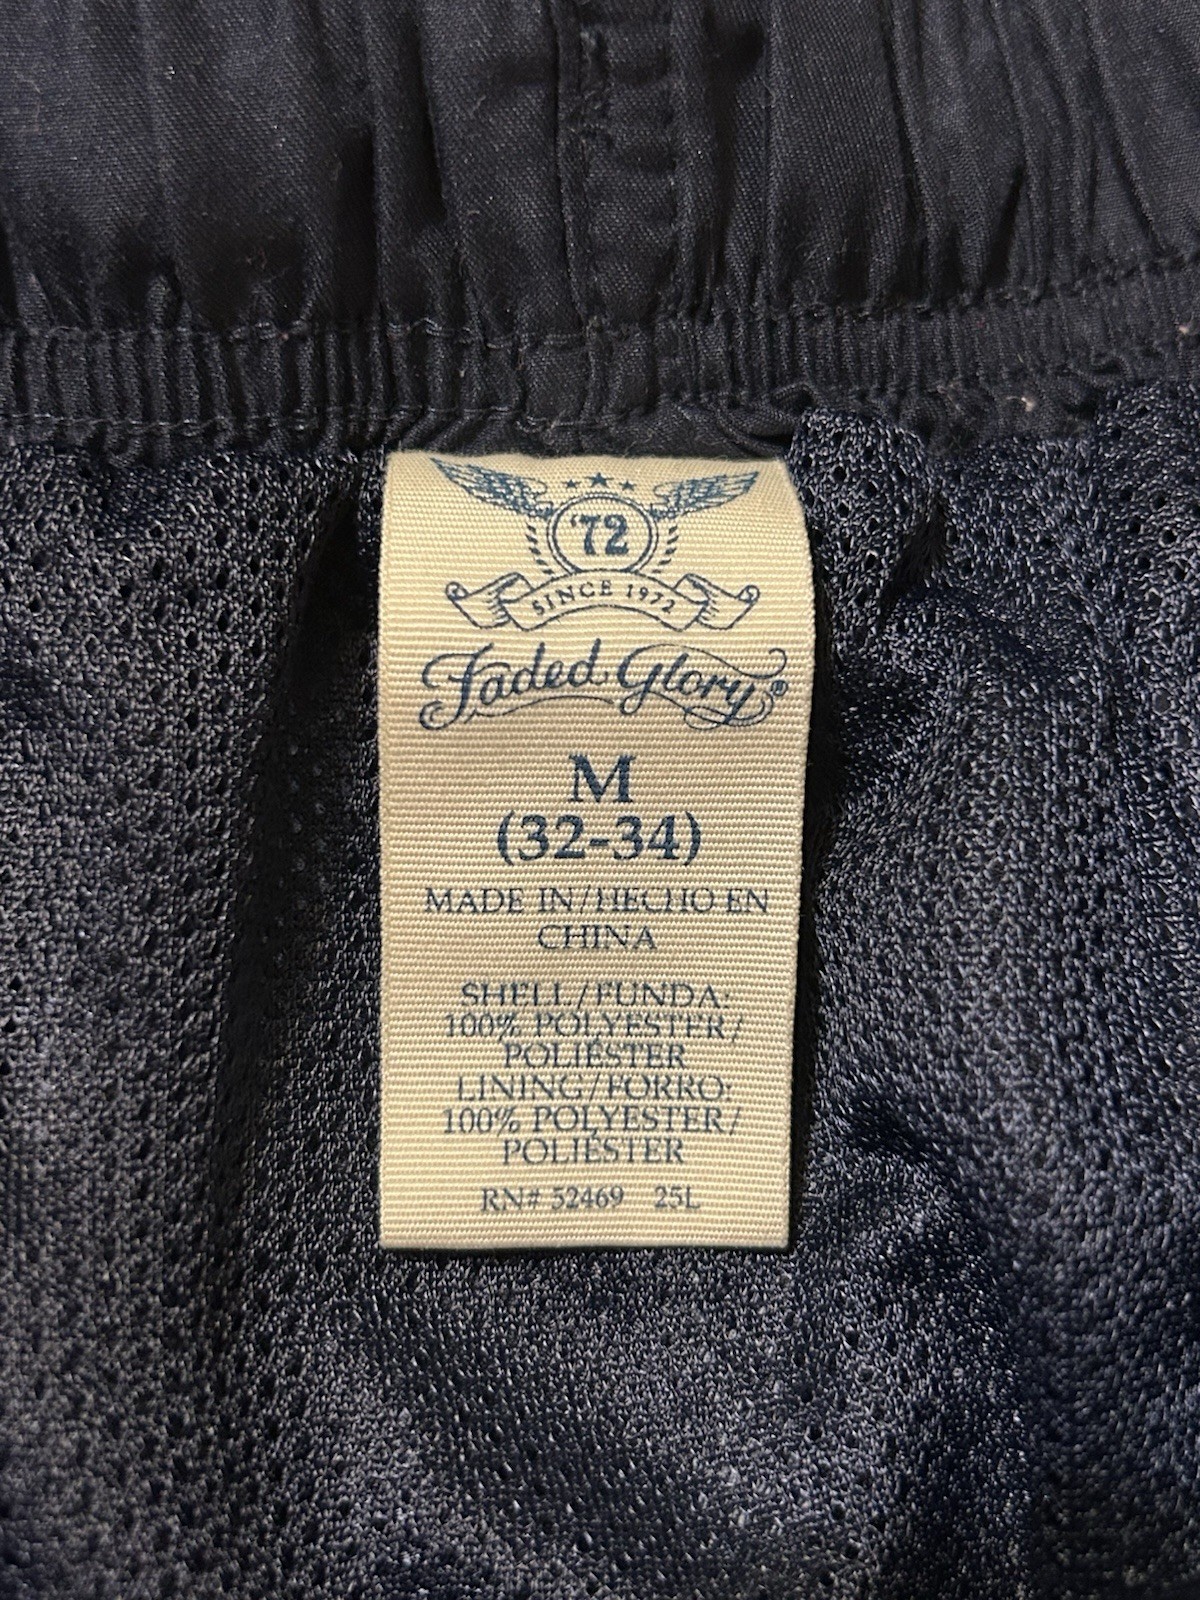 '72
SINCE 1972
Faded Glory®
M
(32-34)
MADE IN/HECHO EN
CHINA
SHELL/FUNDA:
100% POLYESTER/
POLIÉSTER
LINING/FORRO:
100% POLYESTER/
POLIÉSTER
RN# 52469 25L